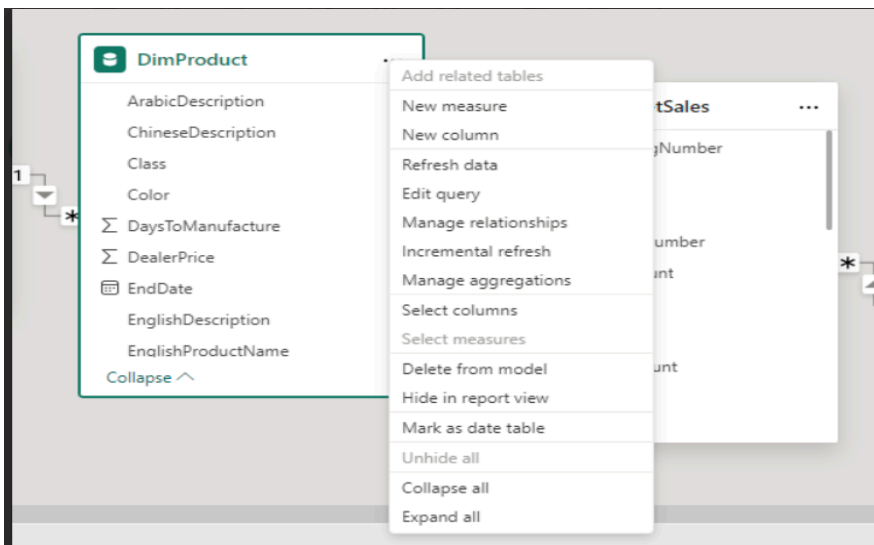 DimProduct
ArabicDescription
ChineseDescription
Class
Color
DaysToManufacture
DealerPrice
EndDate
EnglishDescription
EnglishProductName
Collapse
1
*
Add related tables
New measure
New column
Refresh data
Edit query
Manage relationships
Incremental refresh
Manage aggregations
Select columns
Select measures
Delete from model
Hide in report view
Mark as date table
Unhide all
Collapse all
Expand all
tSales
gNumber
umber
unt
unt
*